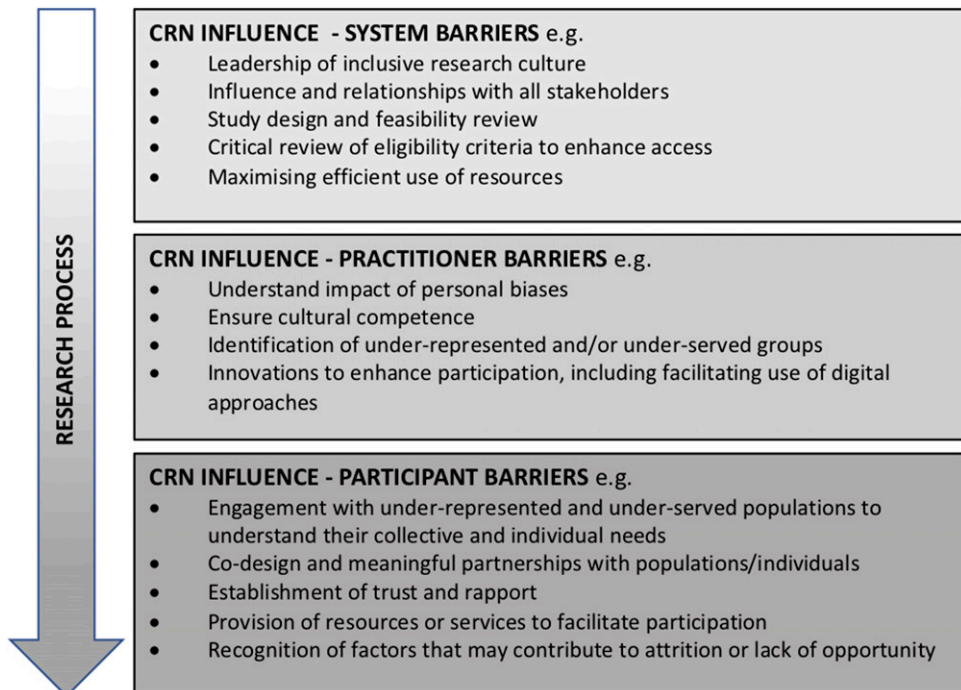 RESEARCH PROCESS
CRN INFLUENCE - SYSTEM BARRIERS e.g.
• Leadership of inclusive research culture
• Influence and relationships with all stakeholders
• Study design and feasibility review
• Critical review of eligibility criteria to enhance access
• Maximising efficient use of resources
CRN INFLUENCE - PRACTITIONER BARRIERS e.g.
• Understand impact of personal biases
• Ensure cultural competence
• Identification of under-represented and/or under-served groups
• Innovations to enhance participation, including facilitating use of digital
approaches
CRN INFLUENCE - PARTICIPANT BARRIERS e.g.
• Engagement with under-represented and under-served populations to
understand their collective and individual needs
• Co-design and meaningful partnerships with populations/individuals
• Establishment of trust and rapport
• Provision of resources or services to facilitate participation
• Recognition of factors that may contribute to attrition or lack of opportunity